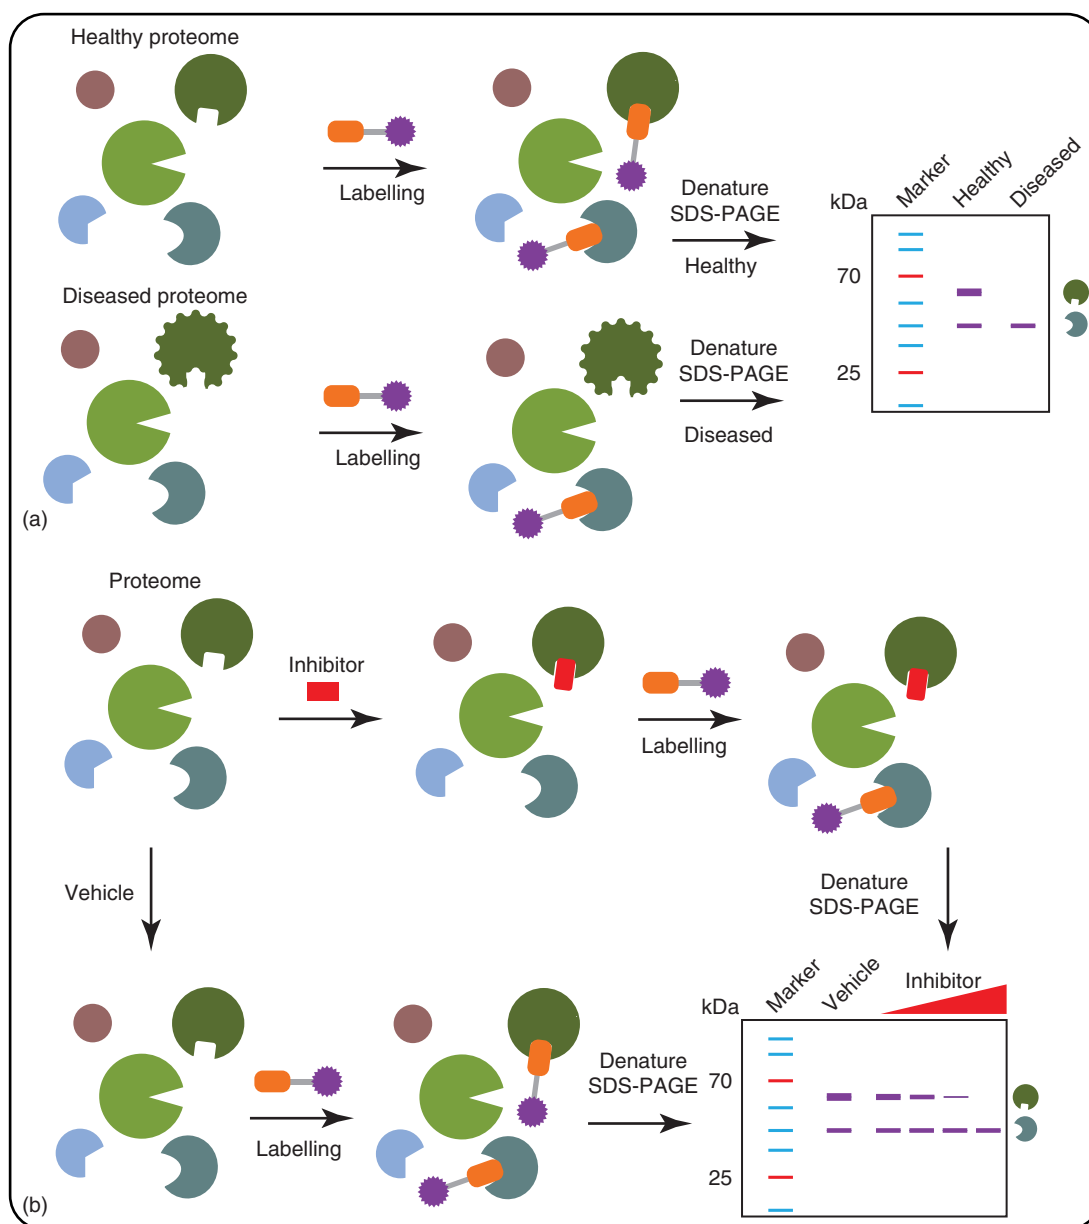 Healthy proteome
Labelling
Denature
SDS-PAGE
Healthy
kDa
Marker
Healthy
Diseased
70
25
Diseased proteome
Labelling
Denature
SDS-PAGE
Diseased
(a)
Proteome
Inhibitor
Labelling
Vehicle
Denature
SDS-PAGE
Labelling
Denature
SDS-PAGE
kDa
Marker
Vehicle
Inhibitor
70
25
(b)